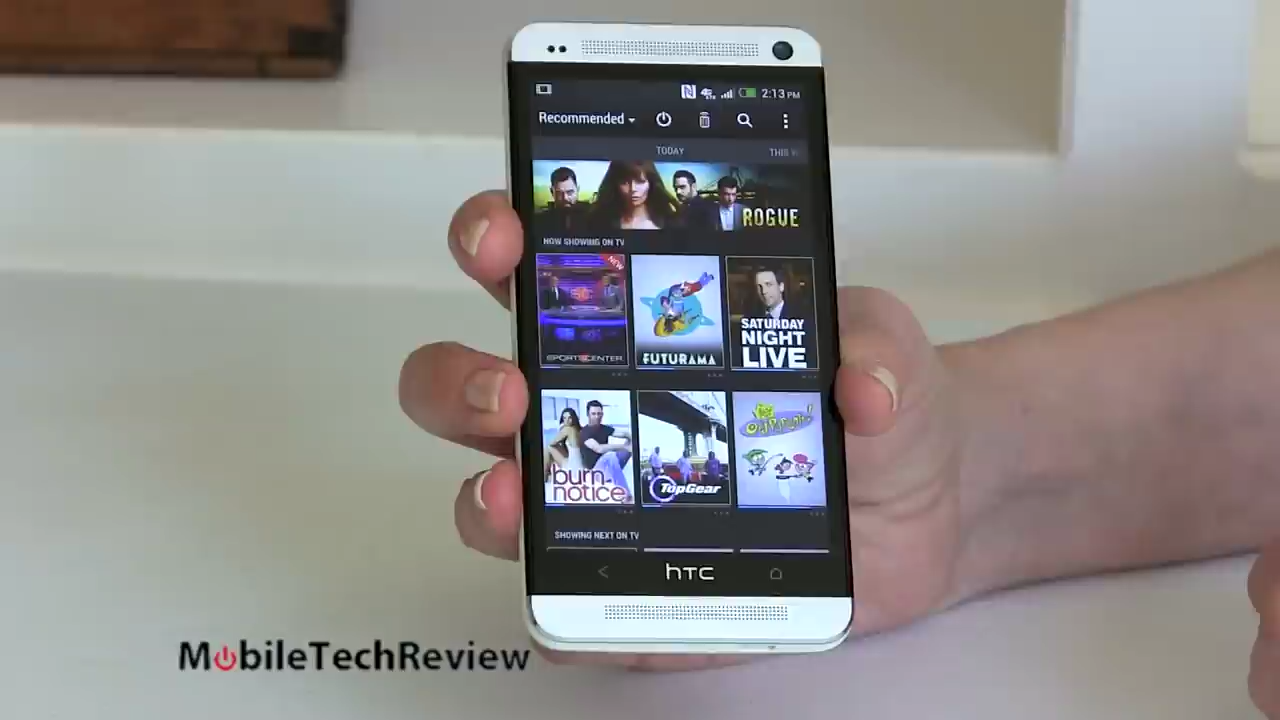 2:13 PM
Recommended
TODAY
THIS
ROGUE
NOW SHOWING ON TV
NEW
SPORTSCENTER
FUTURAMA
SATURDAY
NIGHT
LIVE
burn
notice
TopGear
SHOWING NEXT ON TV
hTC
MobileTechReview